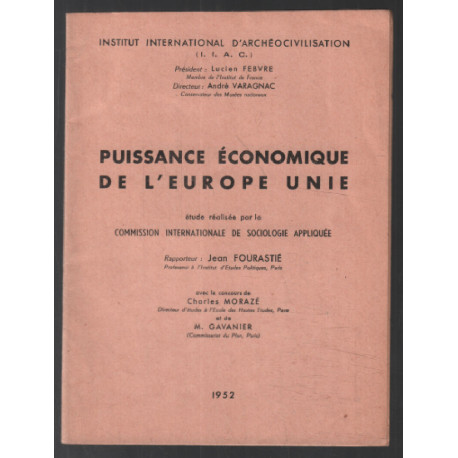 INSTITUT INTERNATIONAL D'ARCHÉOCIVILISATION
(I. I. A. C.)
Président : Lucien FEBVRE
Membre de l'Institut de France
Directeur : André VARAGNAC
Conservateur des Musées nationaux
PUISSANCE ÉCONOMIQUE
DE L'EUROPE UNIE
étude réalisée par la
COMMISSION INTERNATIONALE DE SOCIOLOGIE APPLIQUÉE
Rapporteur : Jean FOURASTIÉ
Professeur à l'Institut d'Etudes Politiques, Paris
avec le concours de
Charles MORAZÉ
Directeur d'études à l'Ecole des Hautes Etudes, Paris
et de
M. GAVANIER
(Commissariat du Plan, Paris)
1952